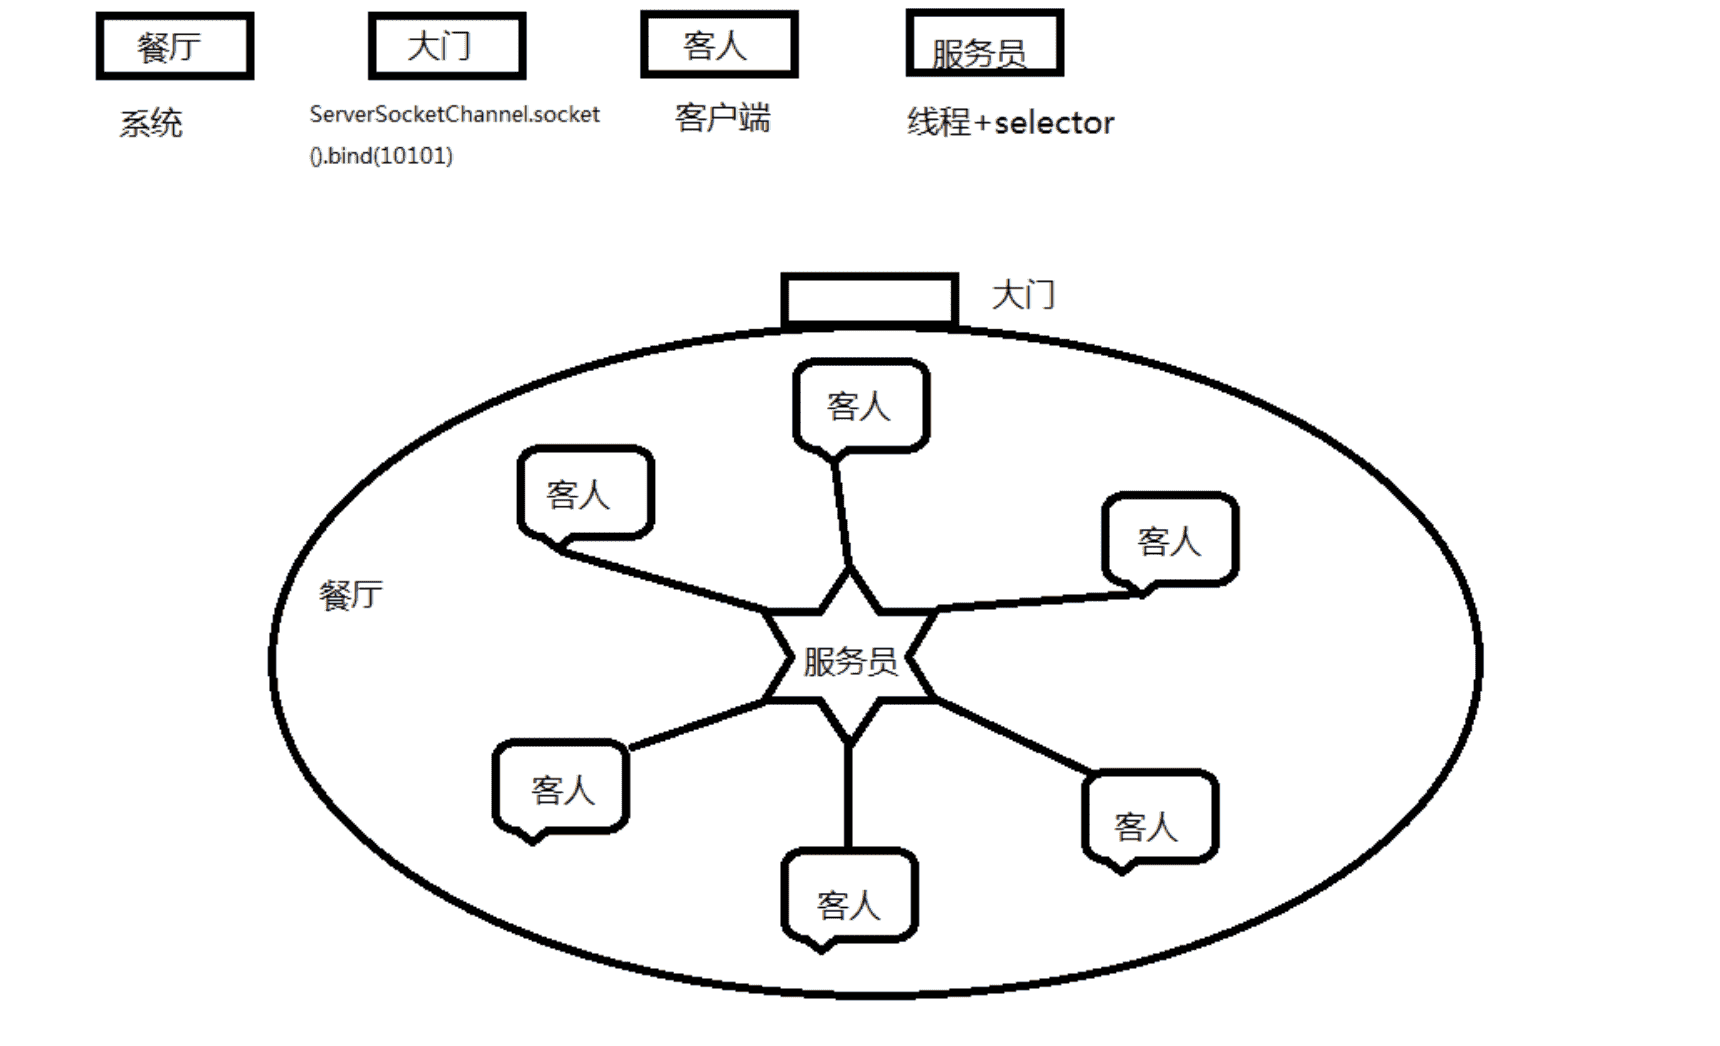 餐厅
大门
客人
服务员
系统
ServerSocketChannel.socket
().bind(10101)
客户端
线程+selector
大门
客人
客人
客人
餐厅
服务员
客人
客人
客人